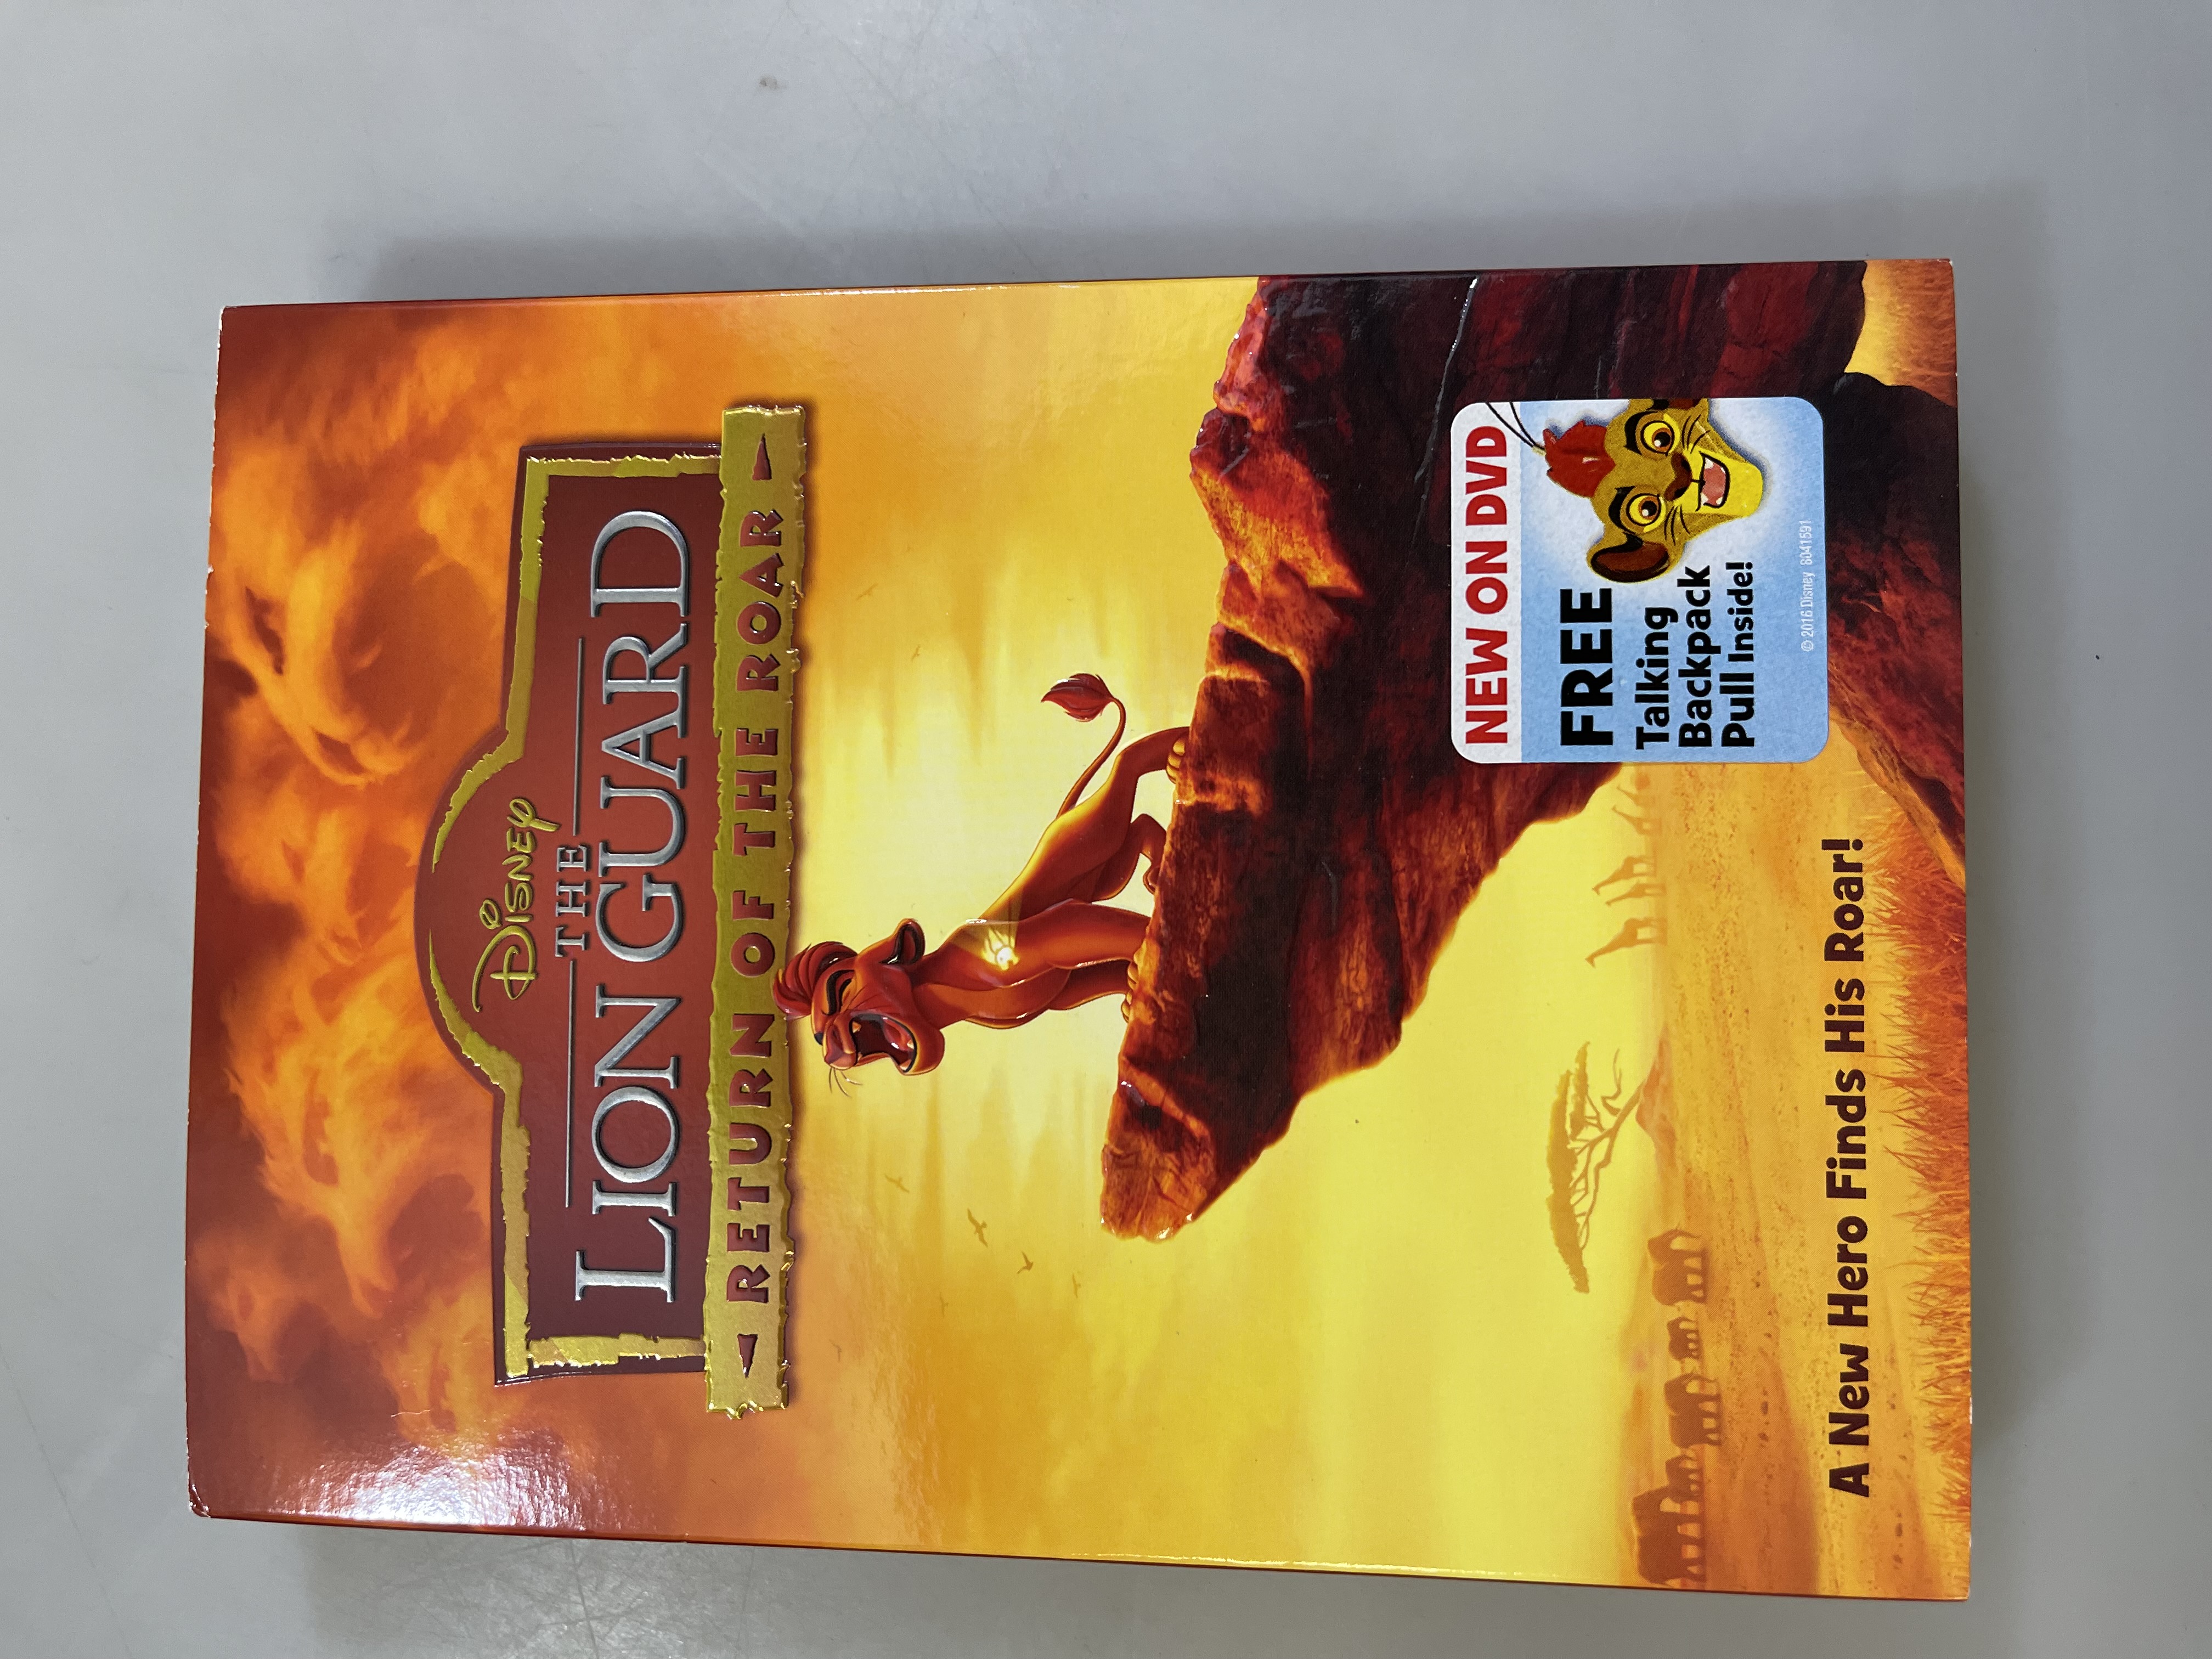 Disney
THE
LION GUARD
RETURN OF THE ROAR
NEW ON DVD
FREE
Talking
Backpack
Pull Inside!
© 2016 Disney 8041591
A New Hero Finds His Roar!